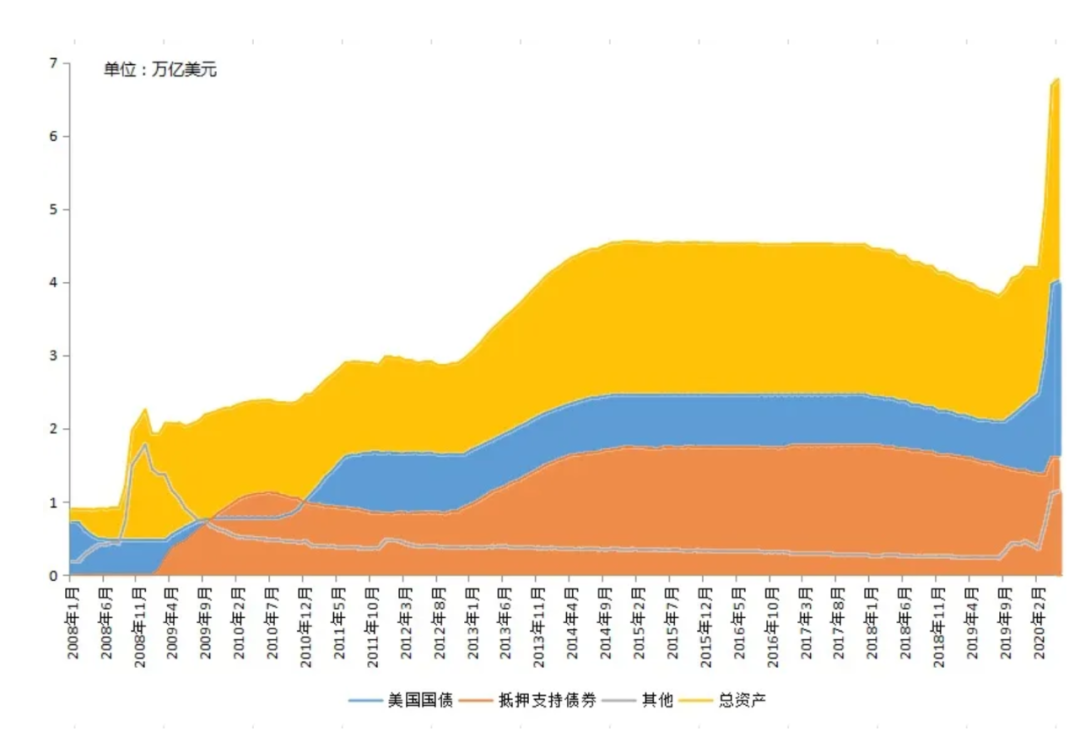 单位：万亿美元
7
6
5
4
3
2
1
0
2008年1月
2008年6月
2008年11月
2009年4月
2009年9月
2010年2月
2010年7月
2010年12月
2011年5月
2011年10月
2012年3月
2012年8月
2013年1月
2013年6月
2013年11月
2014年4月
2014年9月
2015年2月
2015年7月
2015年12月
2016年5月
2016年10月
2017年3月
2017年8月
2018年1月
2018年6月
2018年11月
2019年4月
2019年9月
2020年2月
美国国债 抵押支持债券 其他 总资产